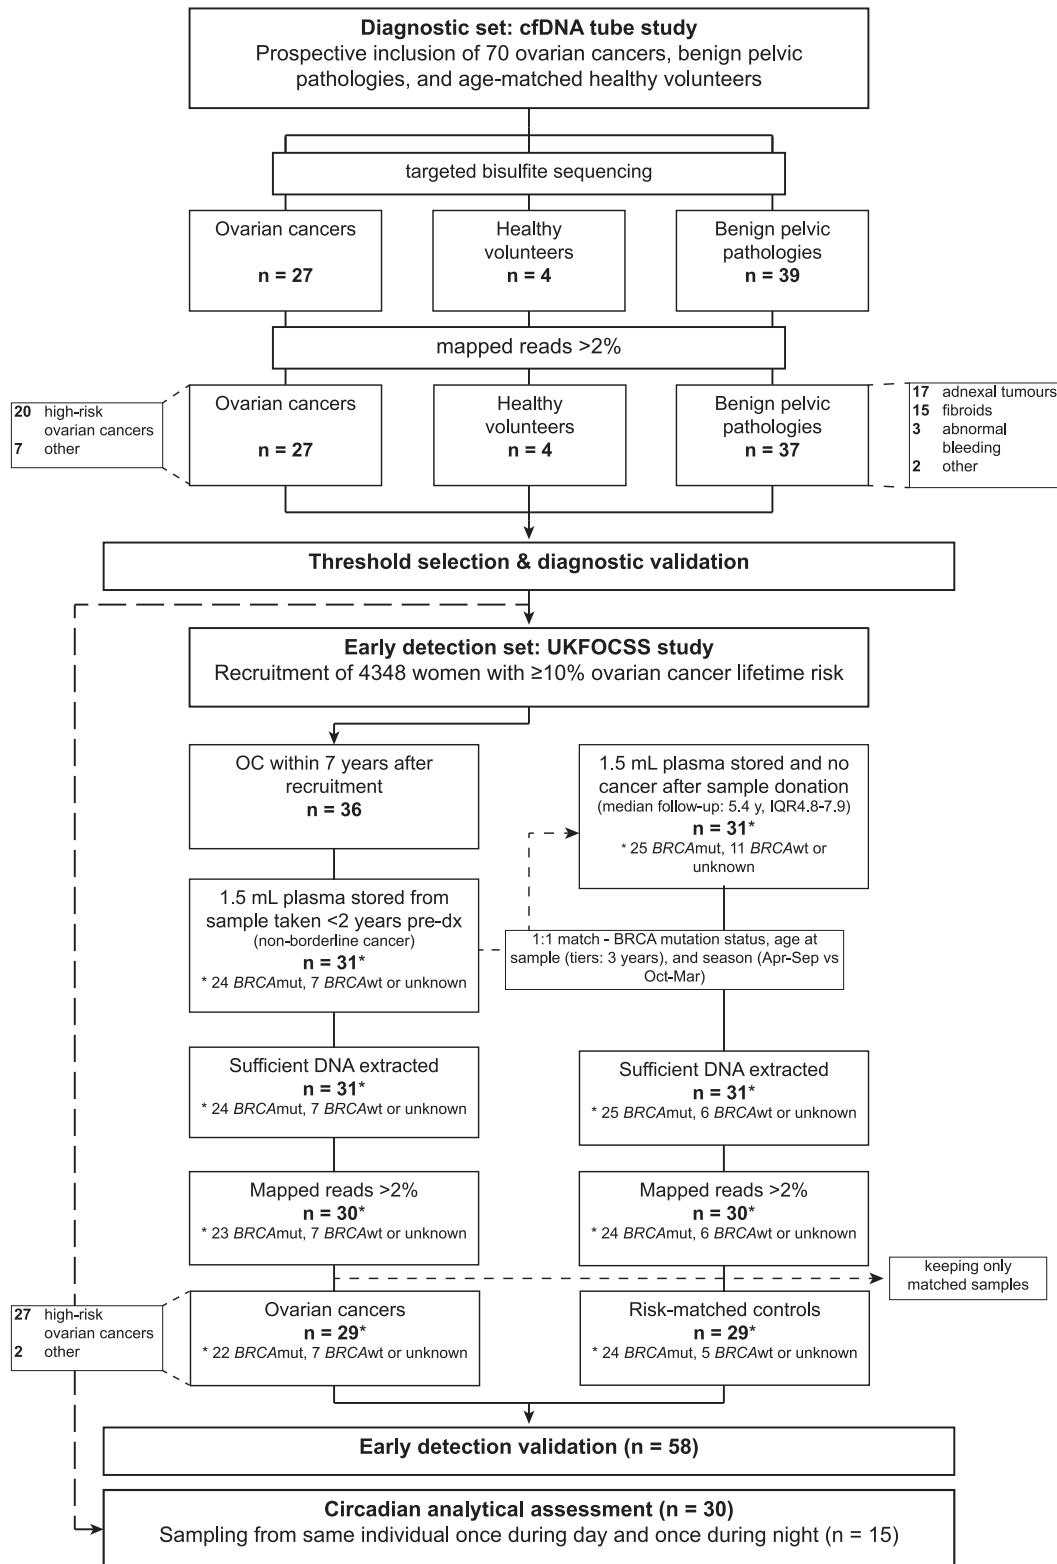 Diagnostic set: cfDNA tube study
Prospective inclusion of 70 ovarian cancers, benign pelvic
pathologies, and age-matched healthy volunteers
targeted bisulfite sequencing
Ovarian cancers
n = 27
Healthy
volunteers
n = 4
Benign pelvic
pathologies
n = 39
mapped reads >2%
20 high-risk
ovarian cancers
7 other
Ovarian cancers
n = 27
Healthy
volunteers
n = 4
Benign pelvic
pathologies
n = 37
17 adnexal tumours
15 fibroids
3 abnormal
bleeding
2 other
Threshold selection & diagnostic validation
Early detection set: UKFOCSS study
Recruitment of 4348 women with ≥10% ovarian cancer lifetime risk
OC within 7 years after
recruitment
n = 36
1.5 mL plasma stored and no
cancer after sample donation
(median follow-up: 5.4 y, IQR4.8-7.9)
n = 31*
* 25 BRCAmut, 11 BRCAwt or
unknown
1.5 mL plasma stored from
sample taken <2 years pre-dx
(non-borderline cancer)
n = 31*
* 24 BRCAmut, 7 BRCAwt or unknown
1:1 match - BRCA mutation status, age at
sample (tiers: 3 years), and season (Apr-Sep vs
Oct-Mar)
Sufficient DNA extracted
n = 31*
* 24 BRCAmut, 7 BRCAwt or unknown
Sufficient DNA extracted
n = 31*
* 25 BRCAmut, 6 BRCAwt or unknown
Mapped reads >2%
n = 30*
* 23 BRCAmut, 7 BRCAwt or unknown
Mapped reads >2%
n = 30*
* 24 BRCAmut, 6 BRCAwt or unknown
keeping only
matched samples
27 high-risk
ovarian cancers
2 other
Ovarian cancers
n = 29*
* 22 BRCAmut, 7 BRCAwt or unknown
Risk-matched controls
n = 29*
* 24 BRCAmut, 5 BRCAwt or unknown
Early detection validation (n = 58)
Circadian analytical assessment (n = 30)
Sampling from same individual once during day and once during night (n = 15)